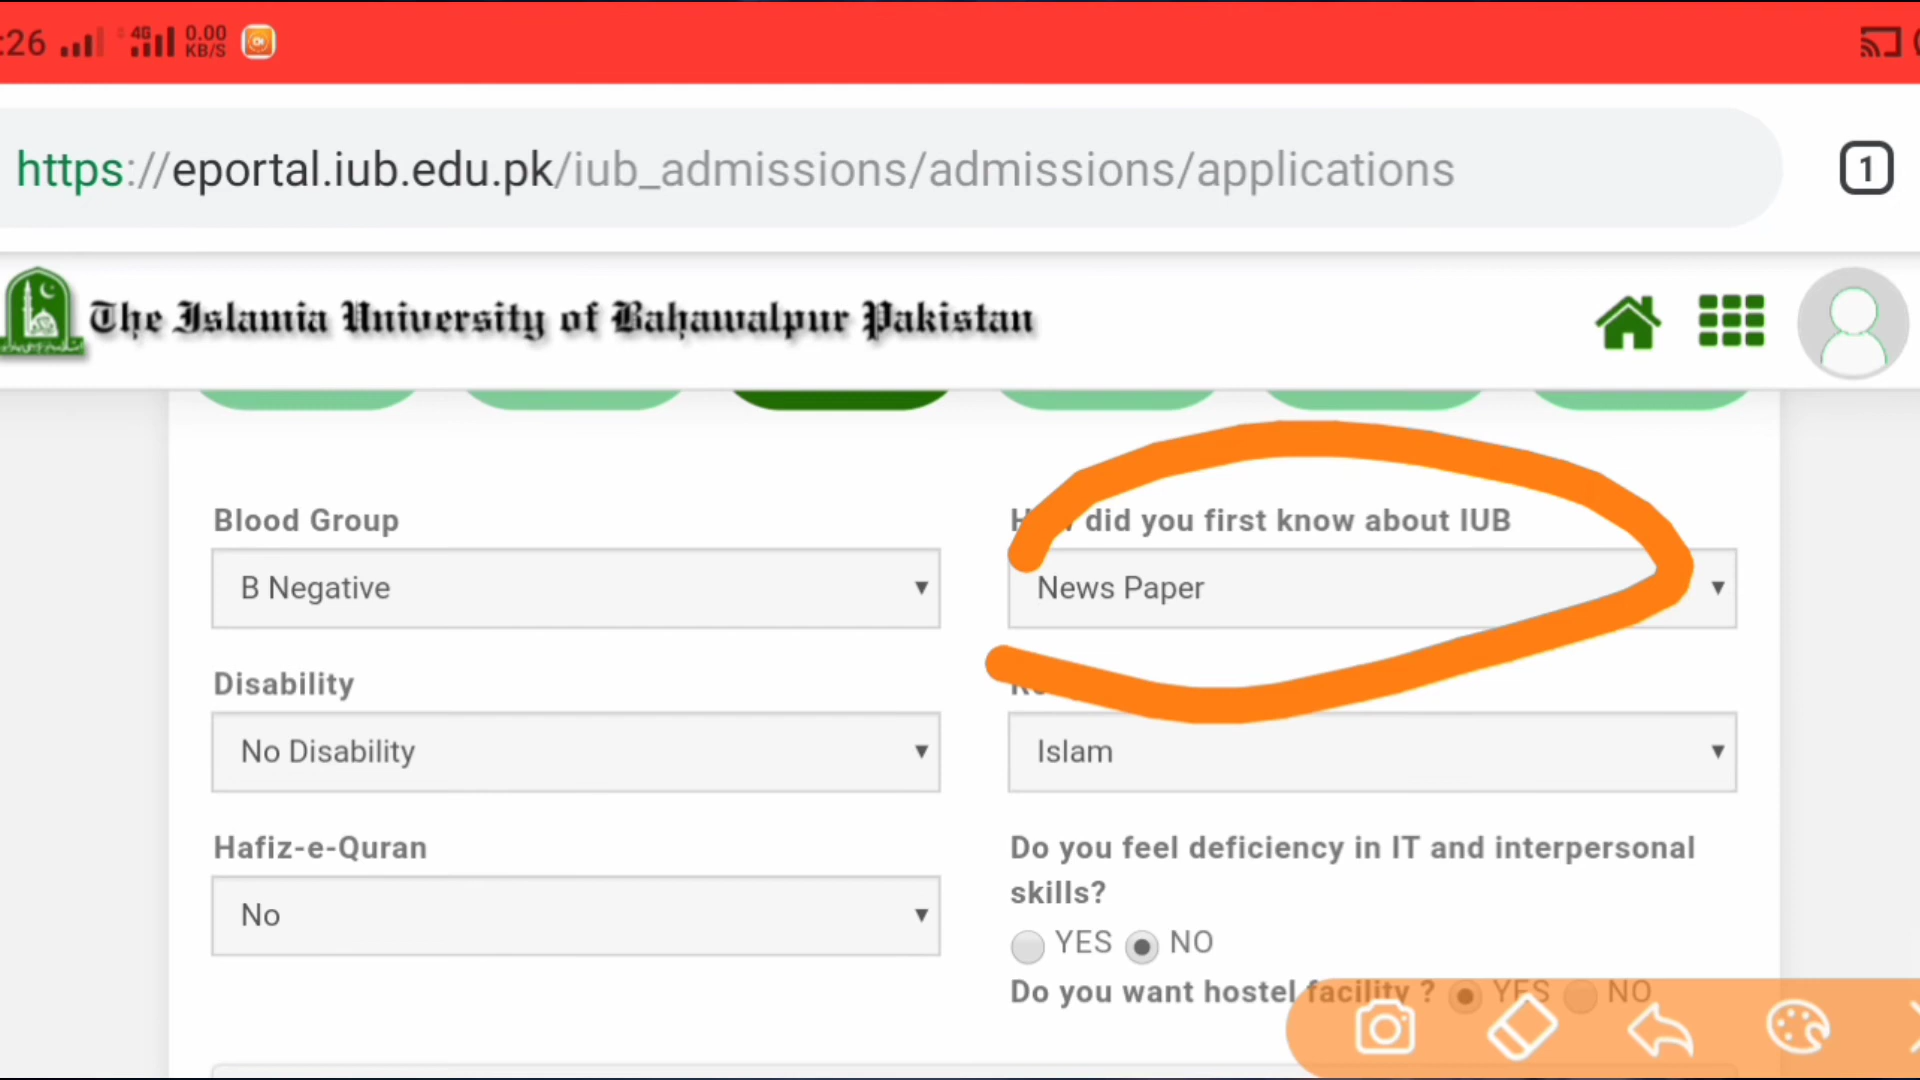 :26 4G 0.00 KB/S
https://eportal.iub.edu.pk/iub_admissions/admissions/applications
1
The Islamia University of Bahawalpur Pakistan
Blood Group
did you first know about IUB
B Negative
News Paper
Disability
No Disability
Islam
Hafiz-e-Quran
Do you feel deficiency in IT and interpersonal
skills?
No
YES NO
Do you want hostel facility ? YES NO